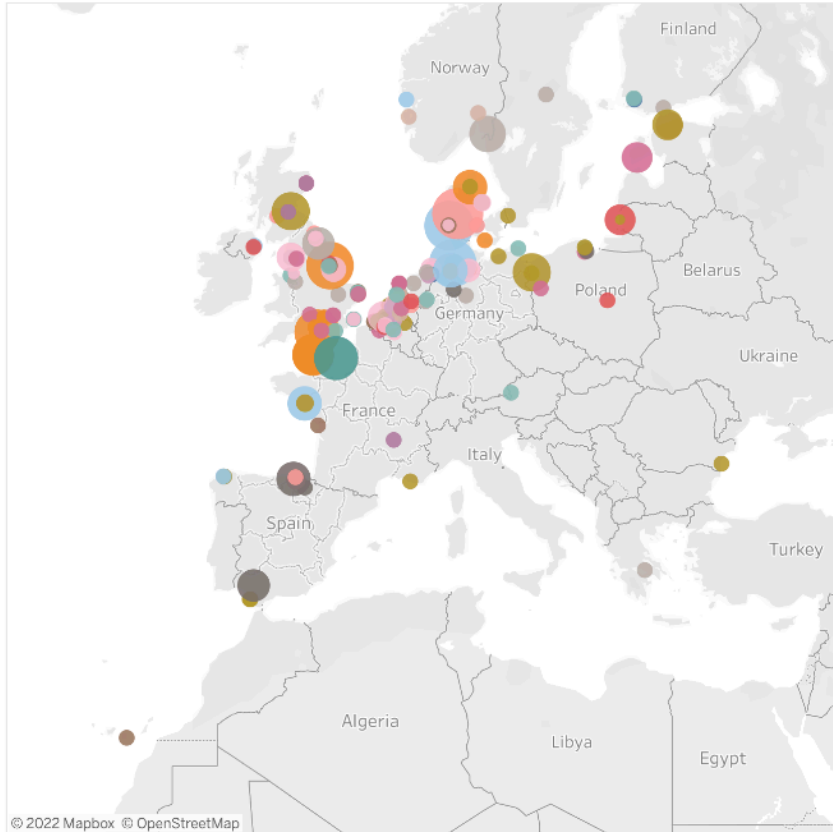 Finland
Norway
Belarus
Poland
Germany
Ukraine
France
Italy
Spain
Turkey
Algeria
Libya
Egypt
© 2022 Mapbox © OpenStreetMap